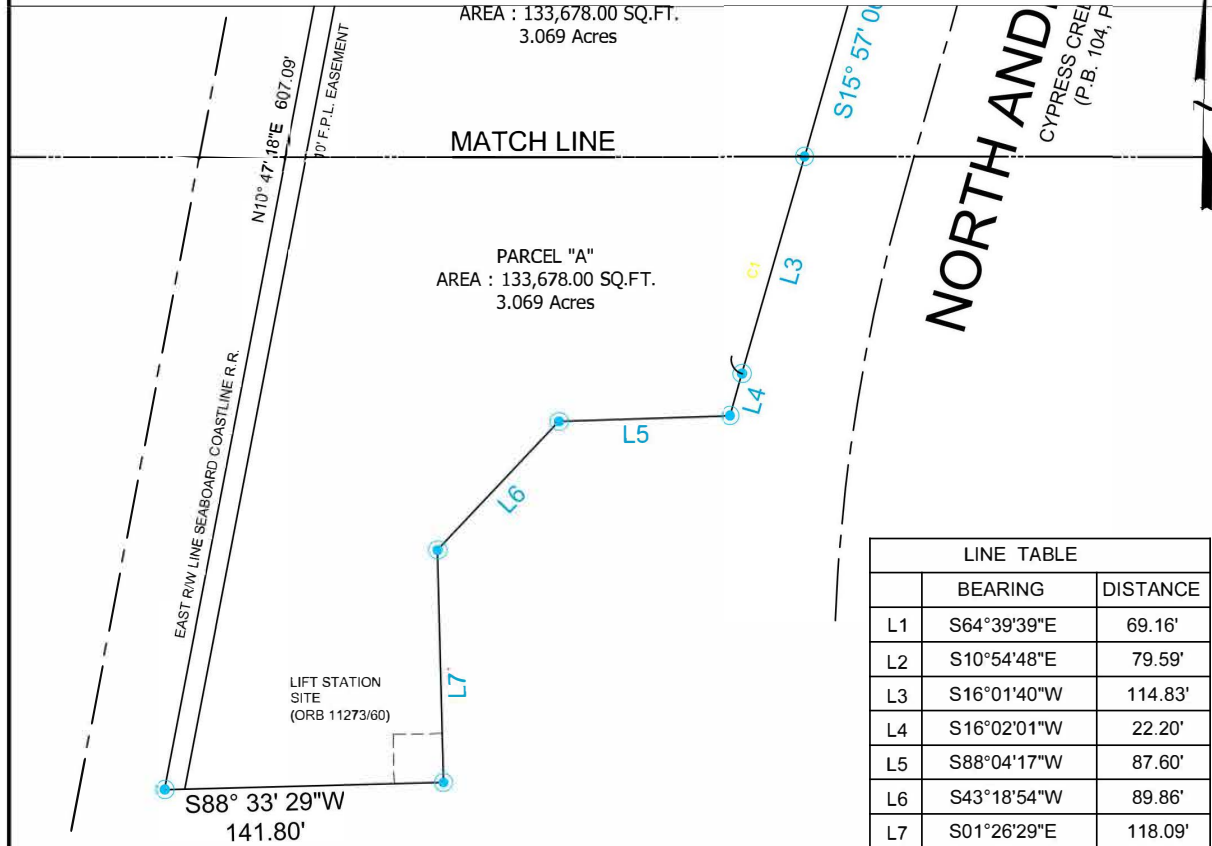 AREA : 133,678.00 SQ.FT.
3.069 Acres
10' F.P.L. EASEMENT
N10° 47' 18"E 607.09'
S15° 57'
NORTH AND
CYPRESS
(P.B. 104,
MATCH LINE
PARCEL "A"
AREA : 133,678.00 SQ.FT.
3.069 Acres
C1
L3
L4
L5
L6
L7
EAST R/W LINE SEABOARD COASTLINE R.R.
LIFT STATION
SITE
(ORB 11273/60)
S88° 33' 29"W
141.80'
LINE TABLE
BEARING DISTANCE
L1 S64°39'39"E 69.16'
L2 S10°54'48"E 79.59'
L3 S16°01'40"W 114.83'
L4 S16°02'01"W 22.20'
L5 S88°04'17"W 87.60'
L6 S43°18'54"W 89.86'
L7 S01°26'29"E 118.09'